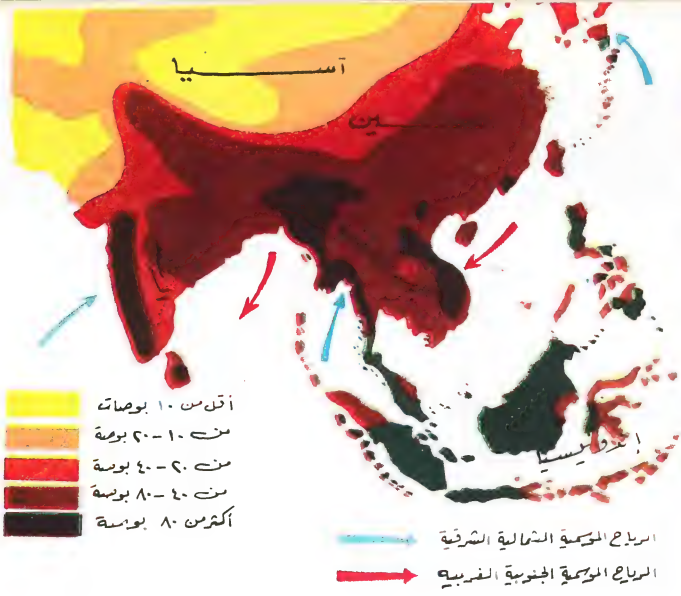 آسيا
إندونيسيا
أقل من ١٠ بوصات
من ١٠ – ٢٠ بوصة
من ٢٠ – ٤٠ بوصة
من ٤٠ – ٨٠ بوصة
أكثر من ٨٠ بوصة
الرياح الموسمية الشمالية الشرقية
الرياح الموسمية الجنوبية الغربية